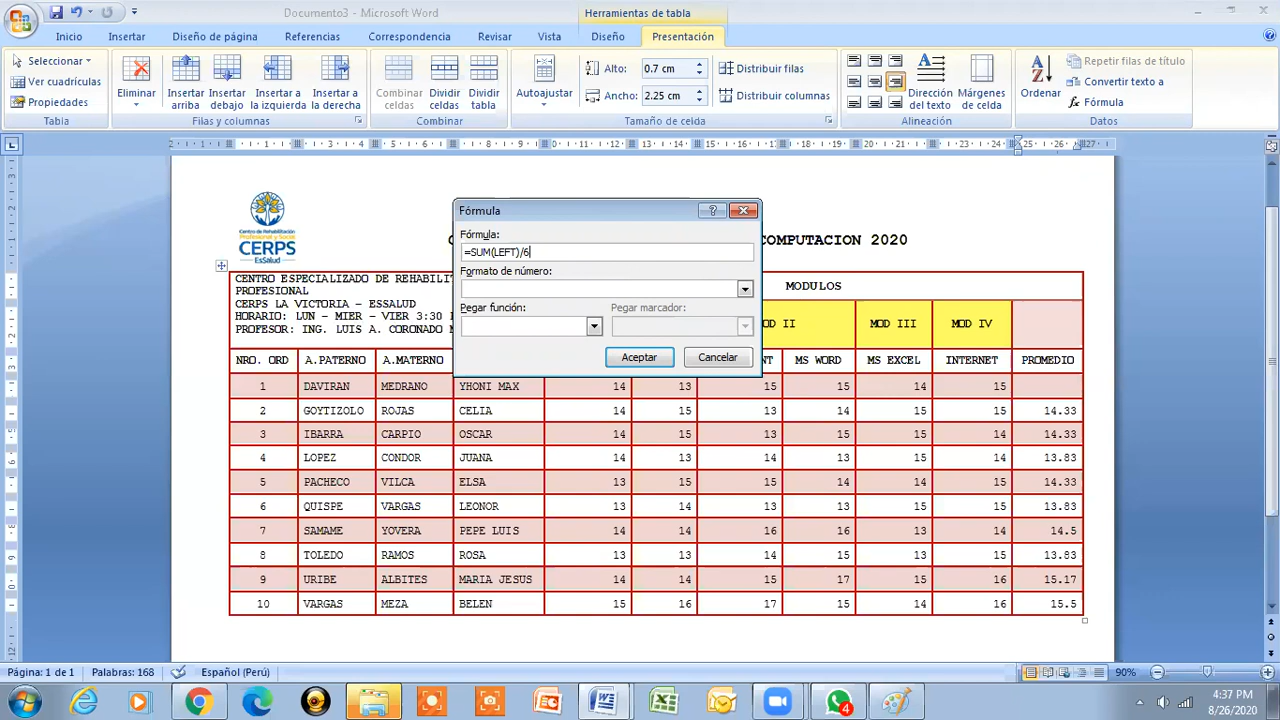 Documento3 - Microsoft Word
Herramientas de tabla
Inicio Insertar Diseño de página Referencias Correspondencia Revisar Vista Diseño Presentación
Seleccionar
Ver cuadrículas
Propiedades
Tabla
Eliminar
Insertar arriba
Insertar debajo
Insertar a la izquierda
Insertar a la derecha
Filas y columnas
Combinar celdas
Dividir celdas
Dividir tabla
Combinar
Autoajustar
Alto: 0.7 cm
Ancho: 2.25 cm
Distribuir filas
Distribuir columnas
Tamaño de celda
Dirección del texto
Márgenes de celda
Alineación
Ordenar
Repetir filas de título
Convertir texto a
Fórmula
Datos
Centro de Rehabilitación
Profesional y Social
CERPS
EsSalud
COMPUTACION 2020
Fórmula
Fórmula:
=SUM(LEFT)/6
Formato de número:
Pegar función: Pegar marcador:
Aceptar Cancelar
CENTRO ESPECIALIZADO DE REHABILIT
PROFESIONAL
CERPS LA VICTORIA – ESSALUD
HORARIO: LUN – MIER – VIER 3:30
PROFESOR: ING. LUIS A. CORONADO M
MODULOS
MOD III MOD IV
NRO. ORD A.PATERNO A.MATERNO MS WORD MS EXCEL INTERNET PROMEDIO
1 DAVIRAN MEDRANO YHONI MAX 14 13 15 15 14 15
2 GOYTIZOLO ROJAS CELIA 14 15 13 14 15 15 14.33
3 IBARRA CARPIO OSCAR 14 15 13 15 15 14 14.33
4 LOPEZ CONDOR JUANA 14 13 14 13 15 14 13.83
5 PACHECO VILCA ELSA 13 15 15 14 14 15 14.33
6 QUISPE VARGAS LEONOR 13 14 13 13 15 15 13.83
7 SAMAME YOVERA PEPE LUIS 14 14 16 16 13 14 14.5
8 TOLEDO RAMOS ROSA 13 13 14 15 13 15 13.83
9 URIBE ALBITES MARIA JESUS 14 14 15 17 15 16 15.17
10 VARGAS MEZA BELEN 15 16 17 15 14 16 15.5
Página: 1 de 1 Palabras: 168 Español (Perú) 90%
4
4:37 PM
8/26/2020